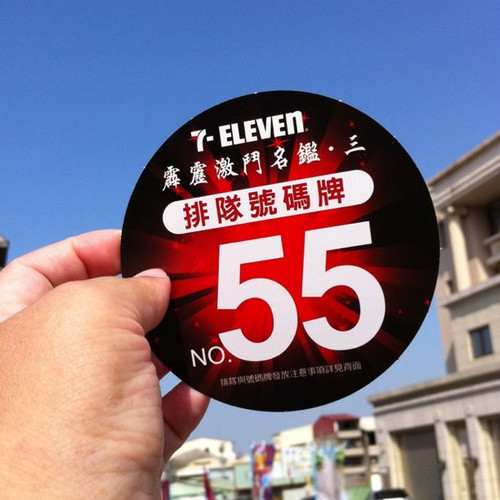 7-ELEVEN
霹靂激鬥名鑑・三
排隊號碼牌
NO. 55
排隊與號碼牌發放注意事項詳見背面